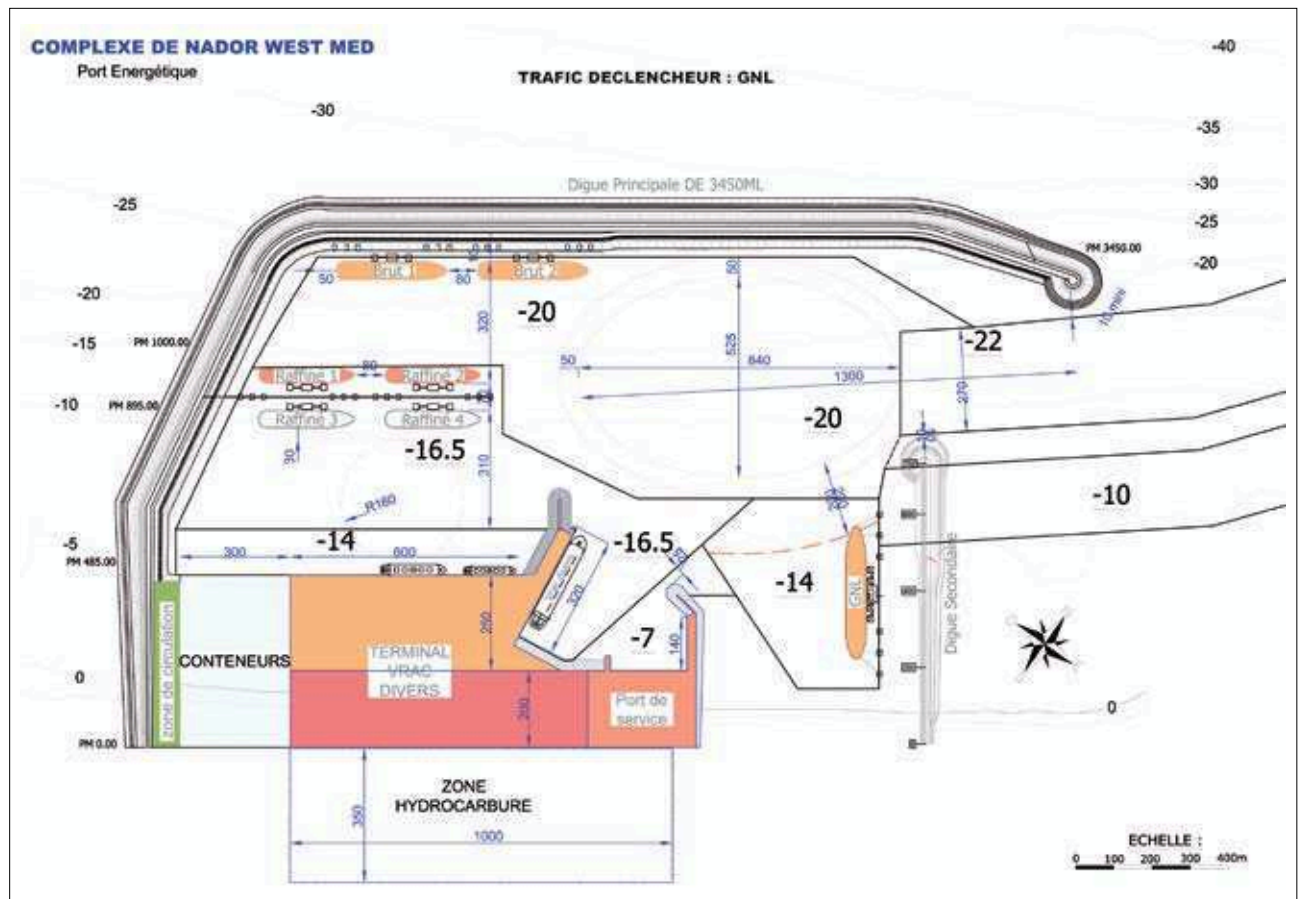 COMPLEXE DE NADOR WEST MED
Port Energétique
TRAFIC DECLENCHEUR : GNL
-40
-30
-35
Digue Principale DE 3450ML
-30
-25
-25
PM 3450.00
-20
Brut 1
Brut 2
50
80
50
-20
-20
10 mini
320
525
-22
-15
PM 1000.00
50
640
1360
270
Raffiné 1
80
Raffiné 2
-10
PM 895.00
Raffiné 3
Raffiné 4
-20
30
-16.5
310
R160
-10
-5
PM 485.00
300
-14
600
-16.5
320
-14
GNL
Digue Secondaire
zone de circulation
CONTENEURS
250
TERMINAL
VRAC
DIVERS
-7
140
0
200
Port de
service
0
PM 0.00
ZONE
HYDROCARBURE
350
1000
ECHELLE :
0 100 200 300 400m